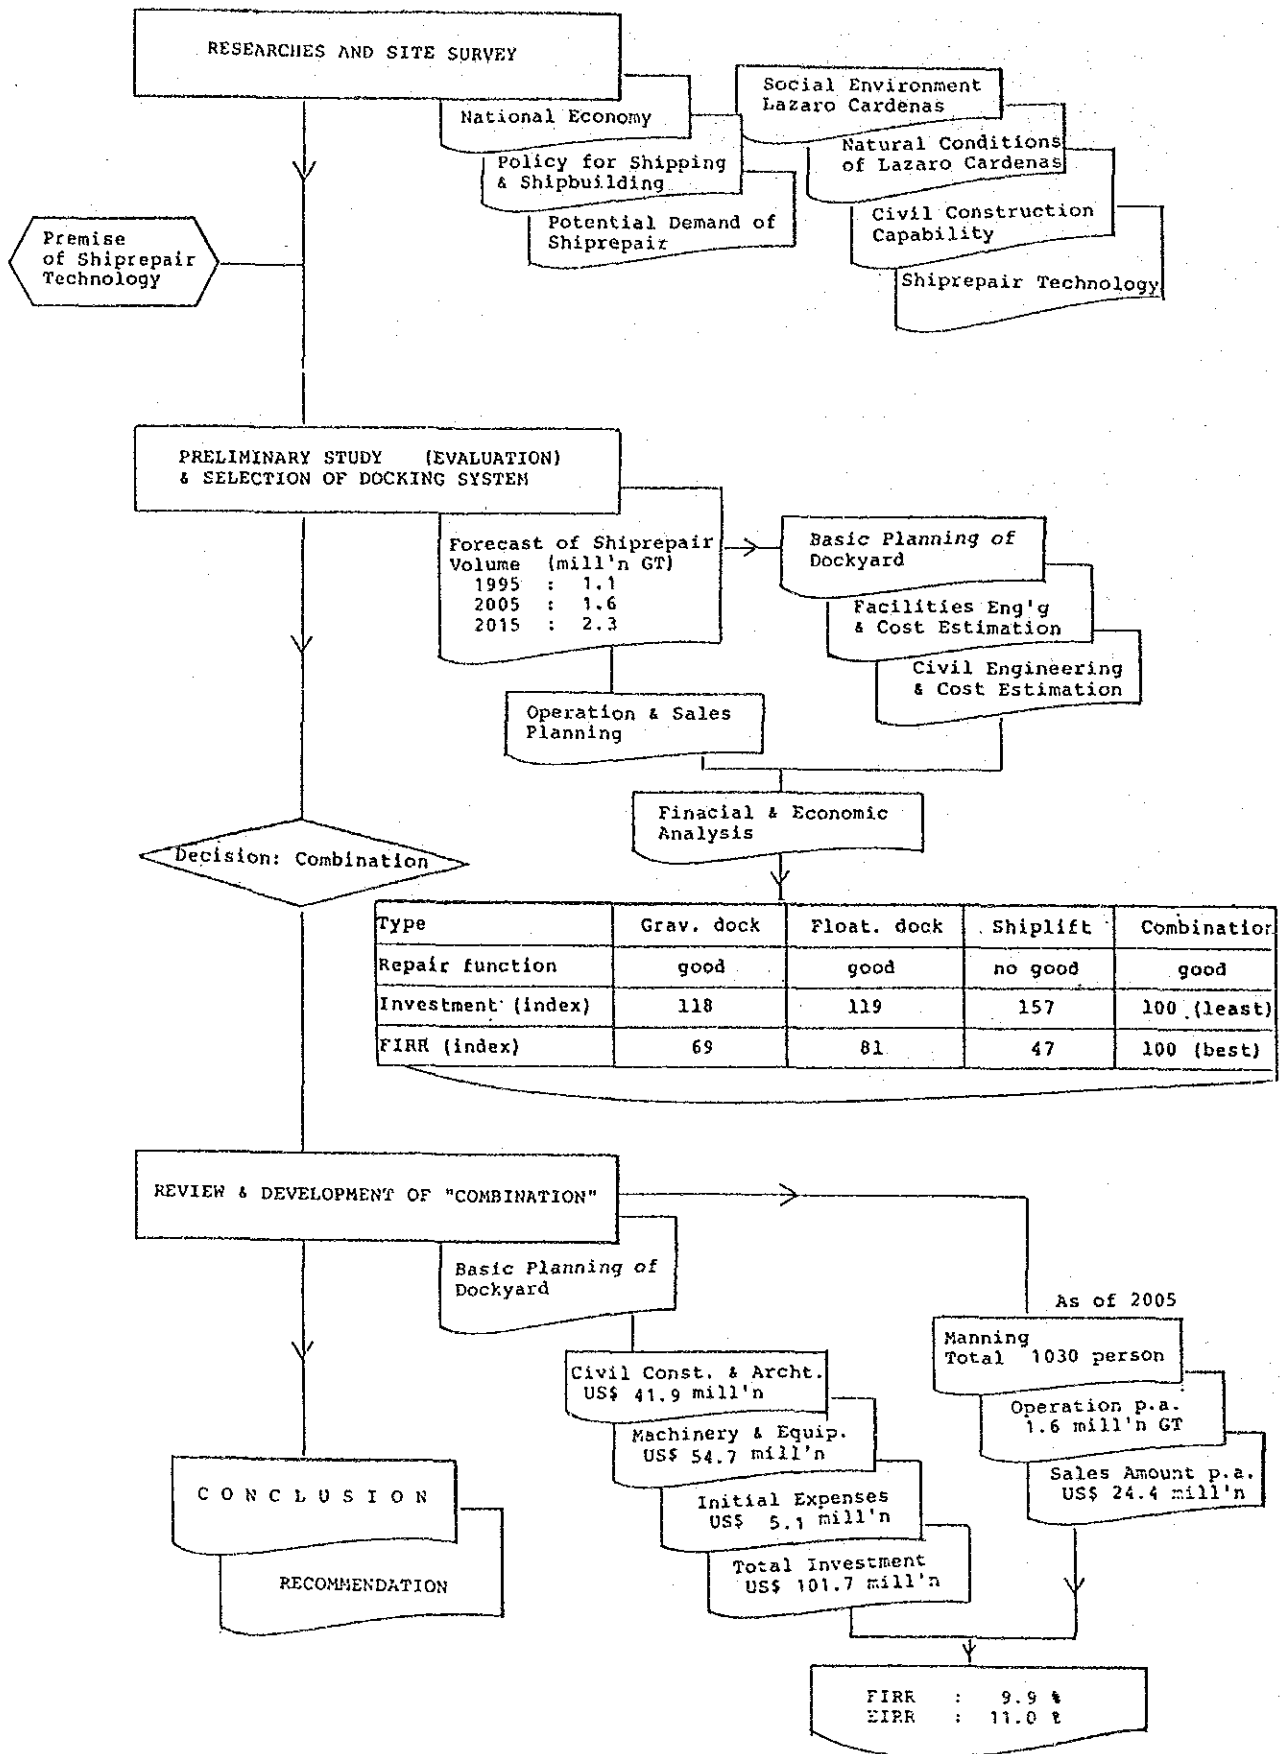 RESEARCHES AND SITE SURVEY
National Economy
Policy for Shipping
& Shipbuilding
Potential Demand of
Shiprepair
Social Environment
Lazaro Cardenas
Natural Conditions
of Lazaro Cardenas
Civil Construction
Capability
Shiprepair Technology
Premise
of Shiprepair
Technology
PRELIMINARY STUDY (EVALUATION)
& SELECTION OF DOCKING SYSTEM
Forecast of Shiprepair
Volume (mill'n GT)
1995 : 1.1
2005 : 1.6
2015 : 2.3
Basic Planning of
Dockyard
Facilities Eng'g
& Cost Estimation
Civil Engineering
& Cost Estimation
Operation & Sales
Planning
Finacial & Economic
Analysis
Decision: Combination
Type Grav. dock Float. dock Shiplift Combination
Repair function good good no good good
Investment (index) 118 119 157 100 (least)
FIRR (index) 69 81 47 100 (best)
REVIEW & DEVELOPMENT OF "COMBINATION"
Basic Planning of
Dockyard
Civil Const. & Archt.
US$ 41.9 mill'n
Machinery & Equip.
US$ 54.7 mill'n
Initial Expenses
US$ 5.1 mill'n
Total Investment
US$ 101.7 mill'n
As of 2005
Manning
Total 1030 person
Operation p.a.
1.6 mill'n GT
Sales Amount p.a.
US$ 24.4 mill'n
CONCLUSION
RECOMMENDATION
FIRR : 9.9 %
EIRR : 11.0 %